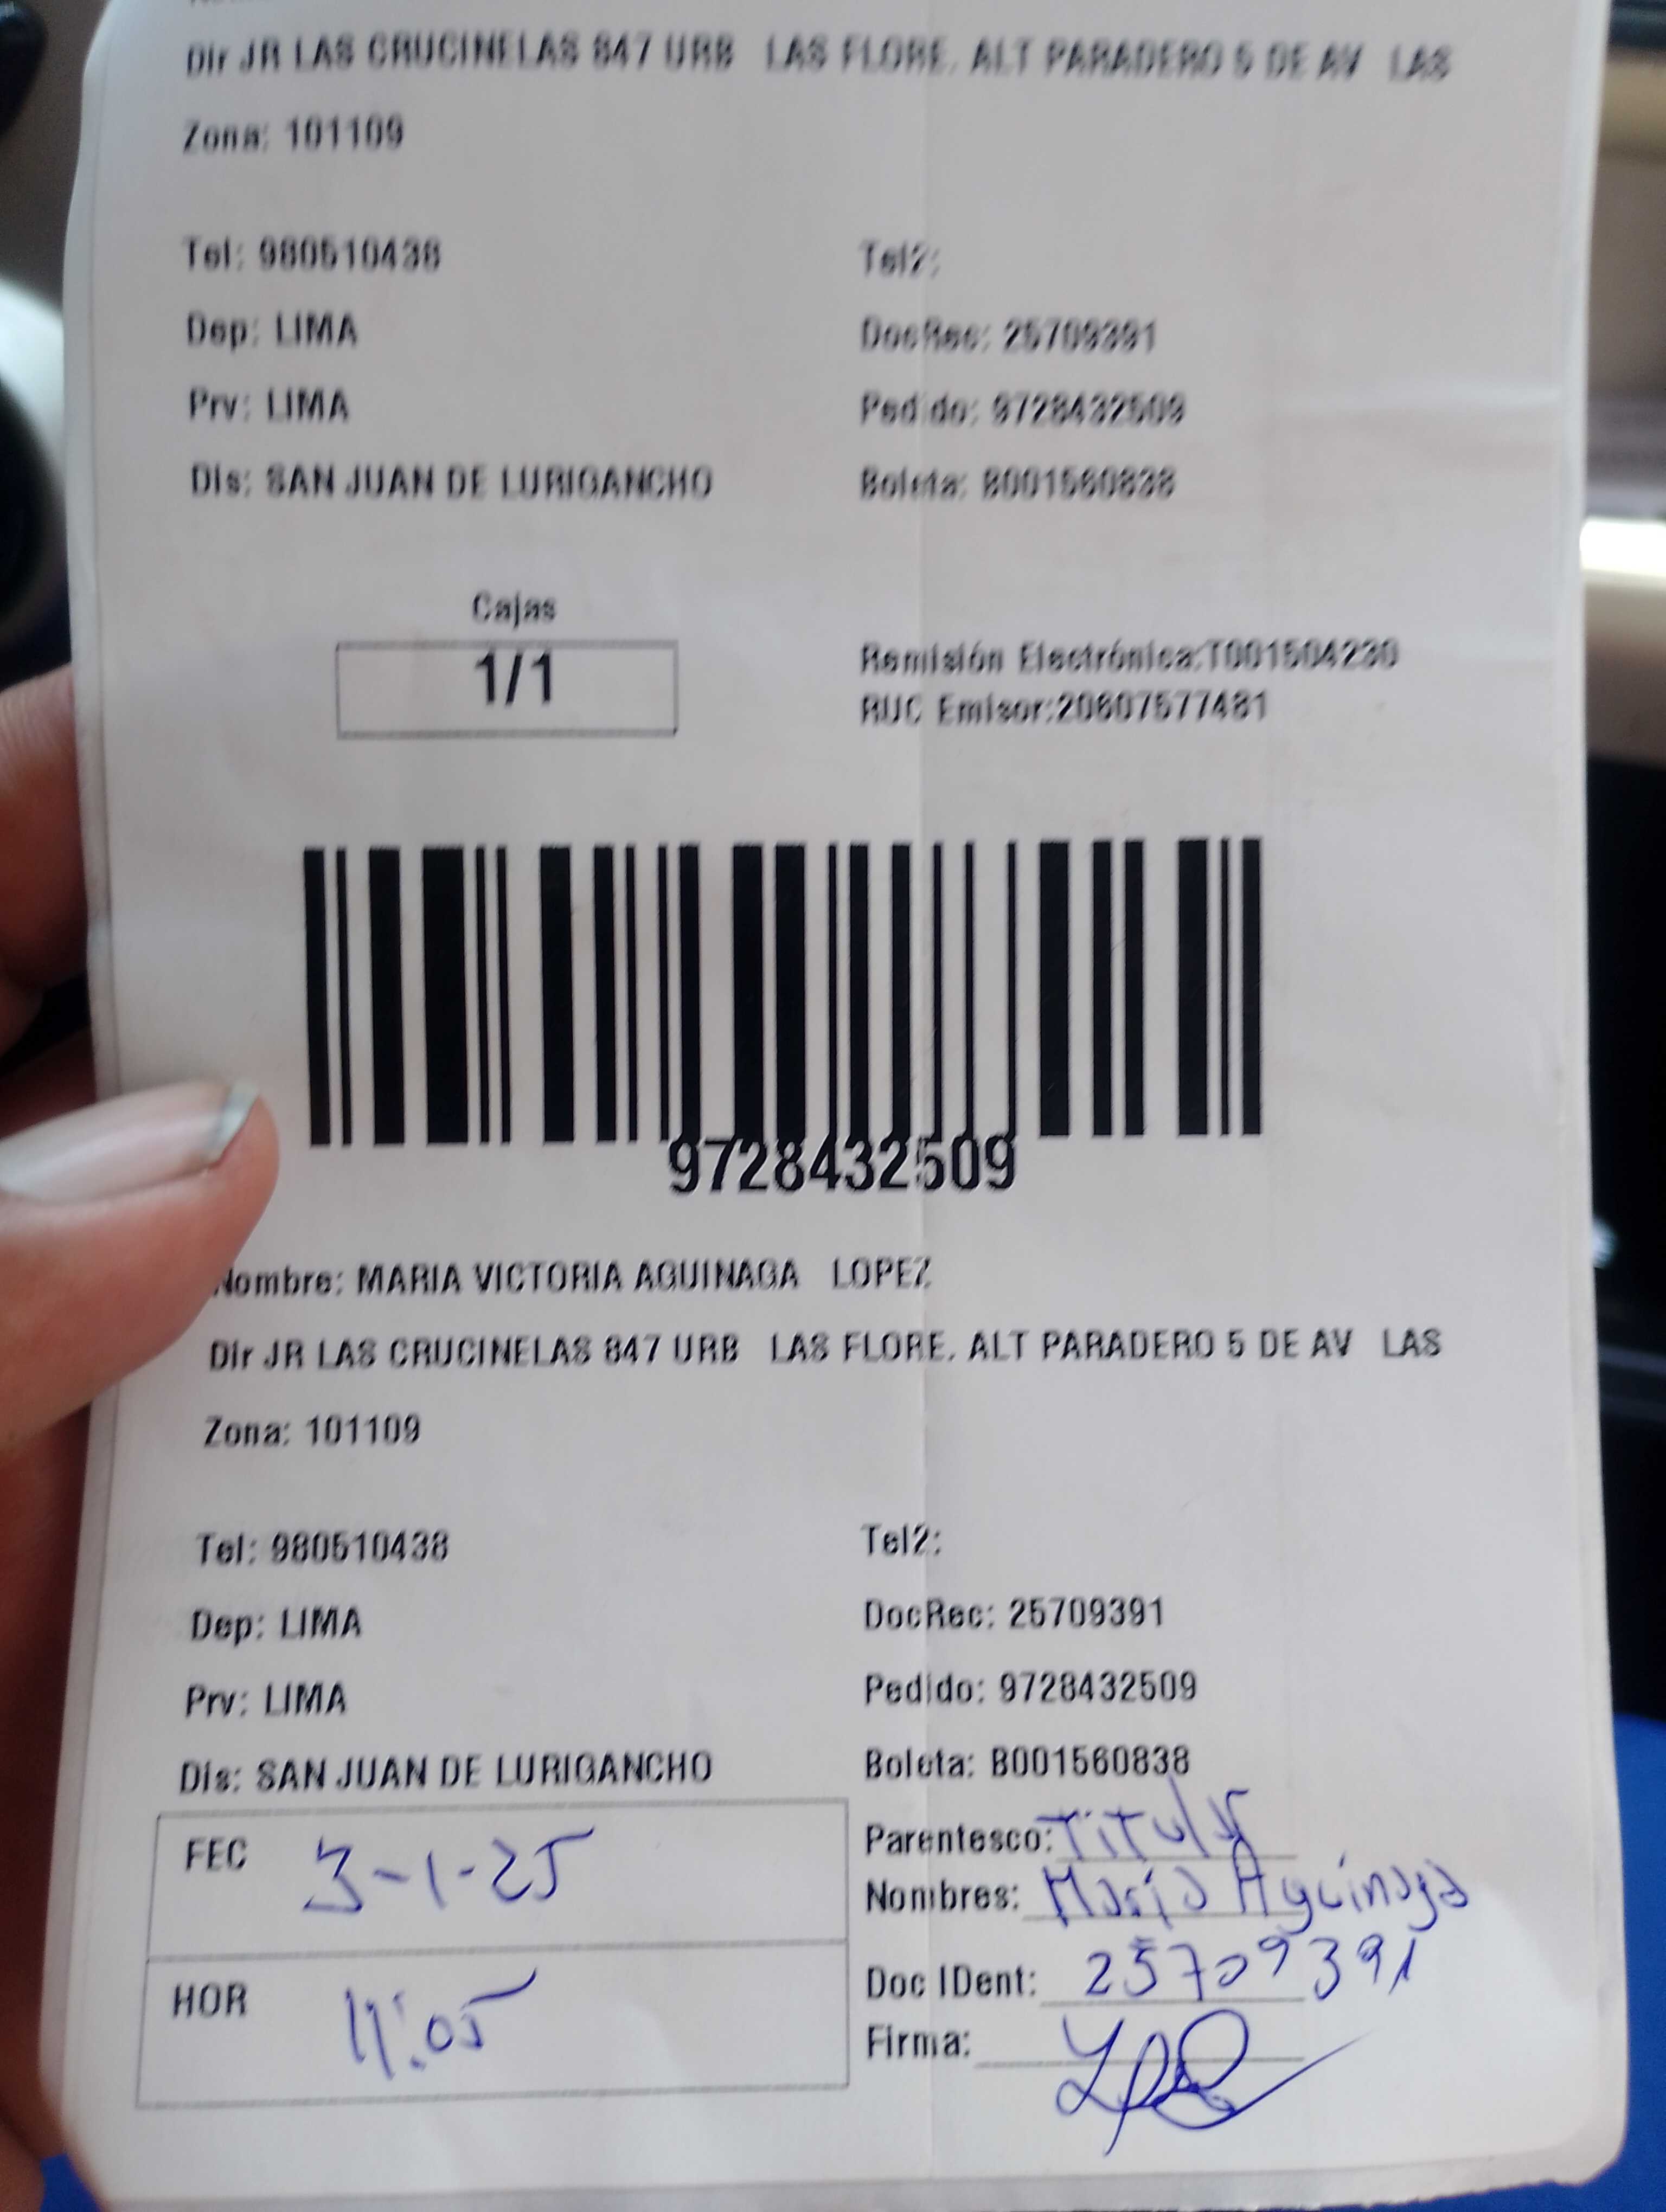 Dir JR LAS CRUCINELAS 847 URB LAS FLORE. ALT PARADERO 5 DE AV LAS
Zona: 101109
Tel: 980510438 Tel2:
Dep: LIMA DocRec: 25709391
Prv: LIMA Pedido: 9728432509
Dis: SAN JUAN DE LURIGANCHO Boleta: B001560838
Cajas
1/1
Remisión Electrónica:T001504230
RUC Emisor:20607577481
9728432509
Nombre: MARIA VICTORIA AGUINAGA LOPEZ
Dir JR LAS CRUCINELAS 847 URB LAS FLORE. ALT PARADERO 5 DE AV LAS
Zona: 101109
Tel: 980510438 Tel2:
Dep: LIMA DocRec: 25709391
Prv: LIMA Pedido: 9728432509
Dis: SAN JUAN DE LURIGANCHO Boleta: B001560838
FEC 3-1-25
HOR 11:05
Parentesco: Titular
Nombres: María Aguinaga
Doc IDent: 25709391
Firma: